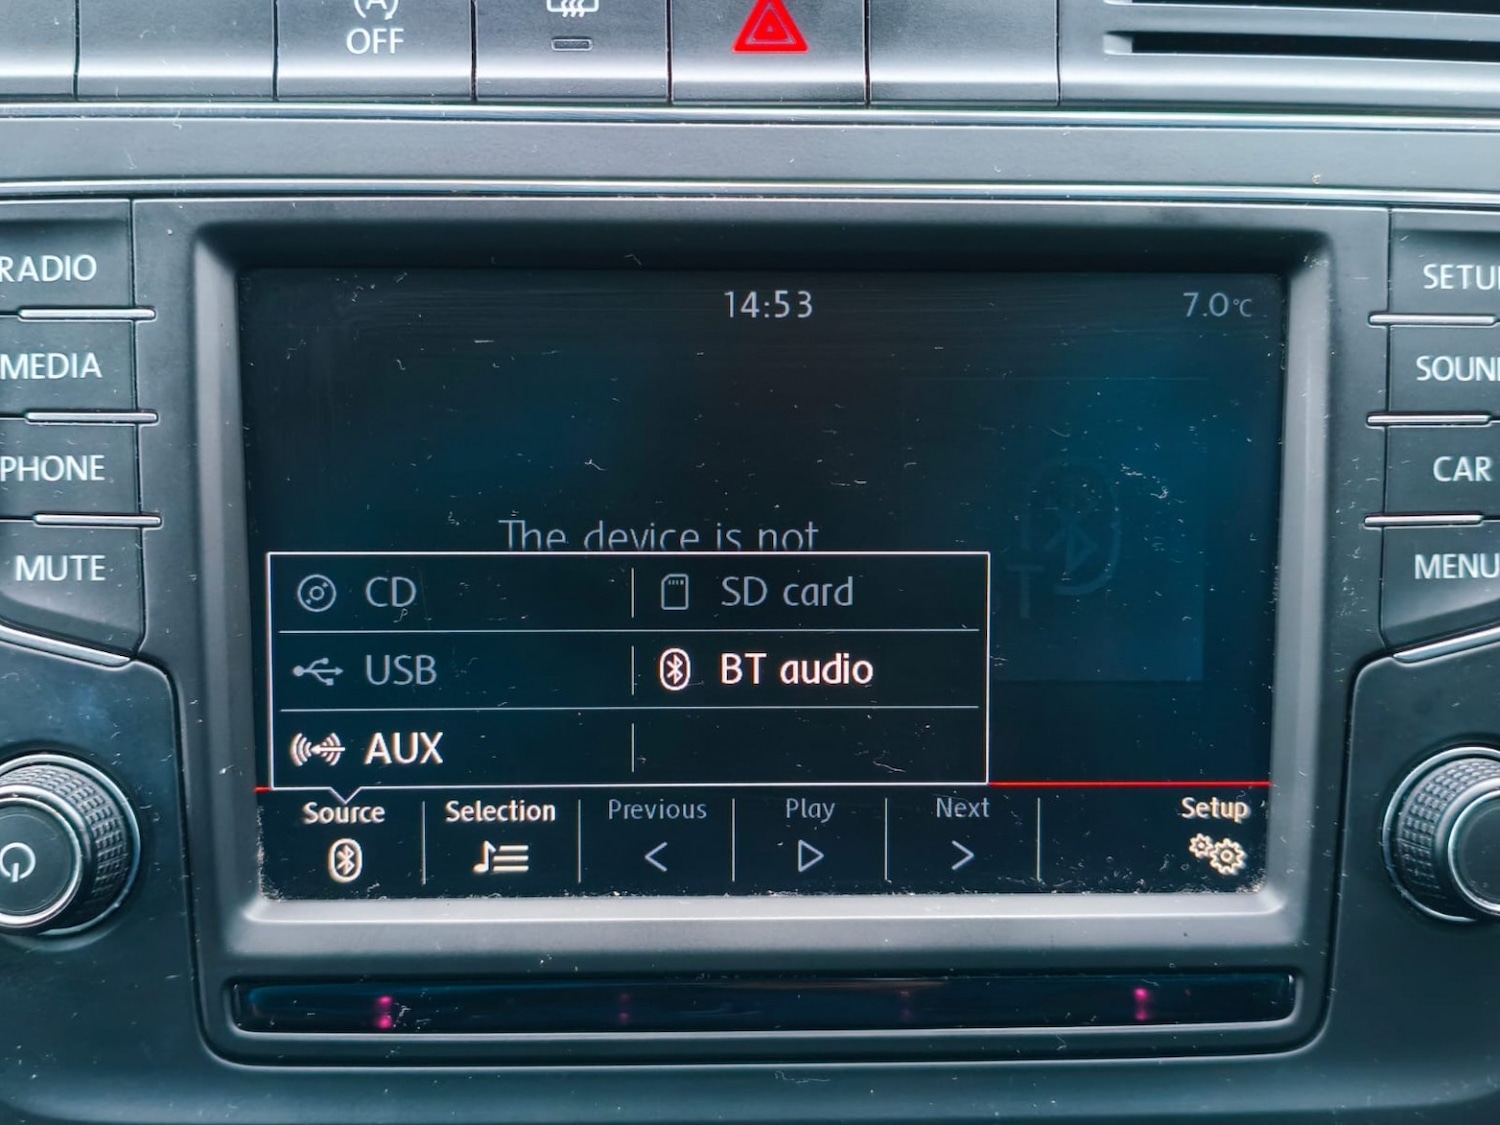 OFF
RADIO
MEDIA
PHONE
MUTE
14:53
7.0°C
The device is not
CD
SD card
USB
BT audio
AUX
Source
Selection
Previous
Play
Next
Setup
SETU
SOUN
CAR
MENU